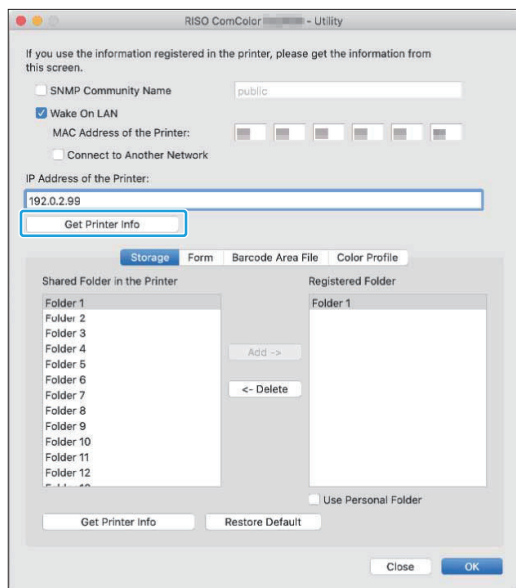 RISO ComColor - Utility
If you use the information registered in the printer, please get the information from
this screen.
SNMP Community Name
public
Wake On LAN
MAC Address of the Printer:
Connect to Another Network
IP Address of the Printer:
192.0.2.99
Get Printer Info
Storage Form Barcode Area File Color Profile
Shared Folder in the Printer Registered Folder
Folder 1 Folder 1
Folder 2
Folder 3
Folder 4
Folder 5
Folder 6
Folder 7
Folder 8
Folder 9
Folder 10
Folder 11
Folder 12
Add ->
<- Delete
Use Personal Folder
Get Printer Info Restore Default
Close OK